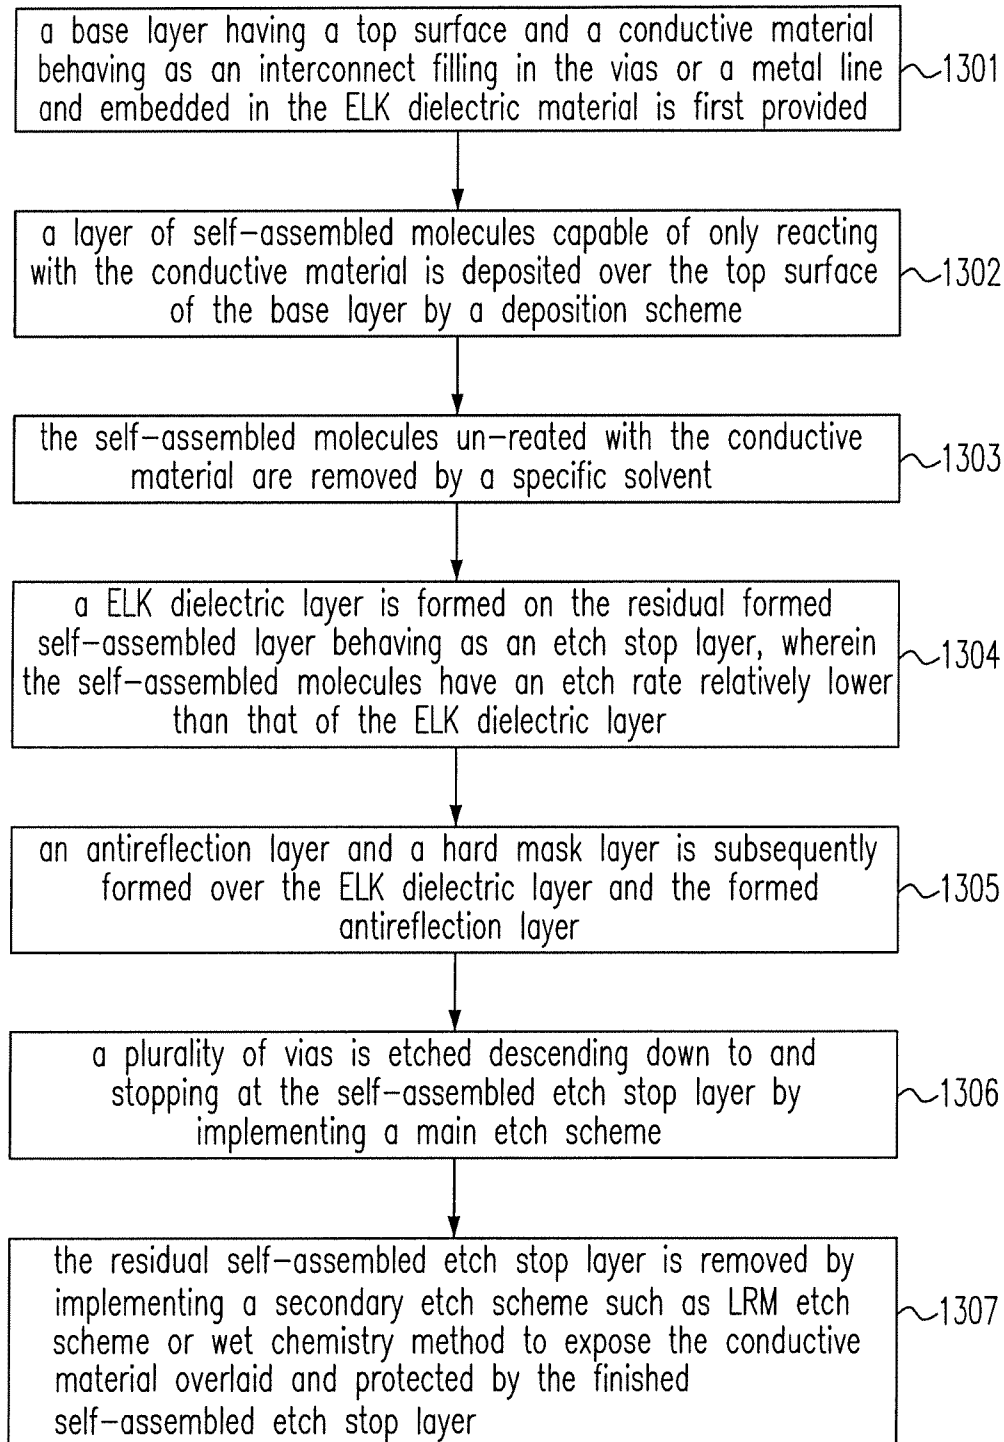 a base layer having a top surface and a conductive material
behaving as an interconnect filling in the vias or a metal line
and embedded in the ELK dielectric material is first provided
1301
a layer of self-assembled molecules capable of only reacting
with the conductive material is deposited over the top surface
of the base layer by a deposition scheme
1302
the self-assembled molecules un-reated with the conductive
material are removed by a specific solvent
1303
a ELK dielectric layer is formed on the residual formed
self-assembled layer behaving as an etch stop layer, wherein
the self-assembled molecules have an etch rate relatively lower
than that of the ELK dielectric layer
1304
an antireflection layer and a hard mask layer is subsequently
formed over the ELK dielectric layer and the formed
antireflection layer
1305
a plurality of vias is etched descending down to and
stopping at the self-assembled etch stop layer by
implementing a main etch scheme
1306
the residual self-assembled etch stop layer is removed by
implementing a secondary etch scheme such as LRM etch
scheme or wet chemistry method to expose the conductive
material overlaid and protected by the finished
self-assembled etch stop layer
1307